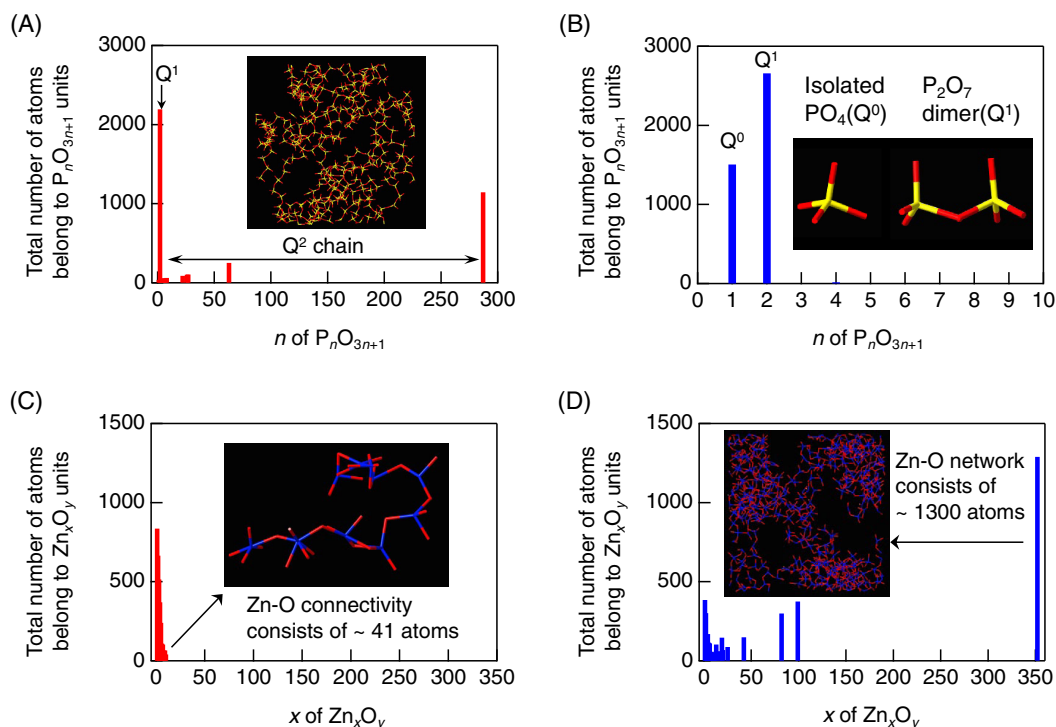 (A)
Total number of atoms
belong to PₙO₃ₙ₊₁ units
3000
2000
1000
0
Q¹
Q² chain
0 50 100 150 200 250 300
n of PₙO₃ₙ₊₁
(B)
Total number of atoms
belong to PₙO₃ₙ₊₁ units
3000
2000
1000
0
Q⁰
Q¹
Isolated
PO₄(Q⁰)
P₂O₇
dimer(Q¹)
0 1 2 3 4 5 6 7 8 9 10
n of PₙO₃ₙ₊₁
(C)
Total number of atoms
belong to ZnₓOᵧ units
1500
1000
500
0
Zn-O connectivity
consists of ~ 41 atoms
0 50 100 150 200 250 300 350
x of ZnₓOᵧ
(D)
Total number of atoms
belong to ZnₓOᵧ units
1500
1000
500
0
Zn-O network
consists of
~ 1300 atoms
0 50 100 150 200 250 300 350
x of ZnₓOᵧ